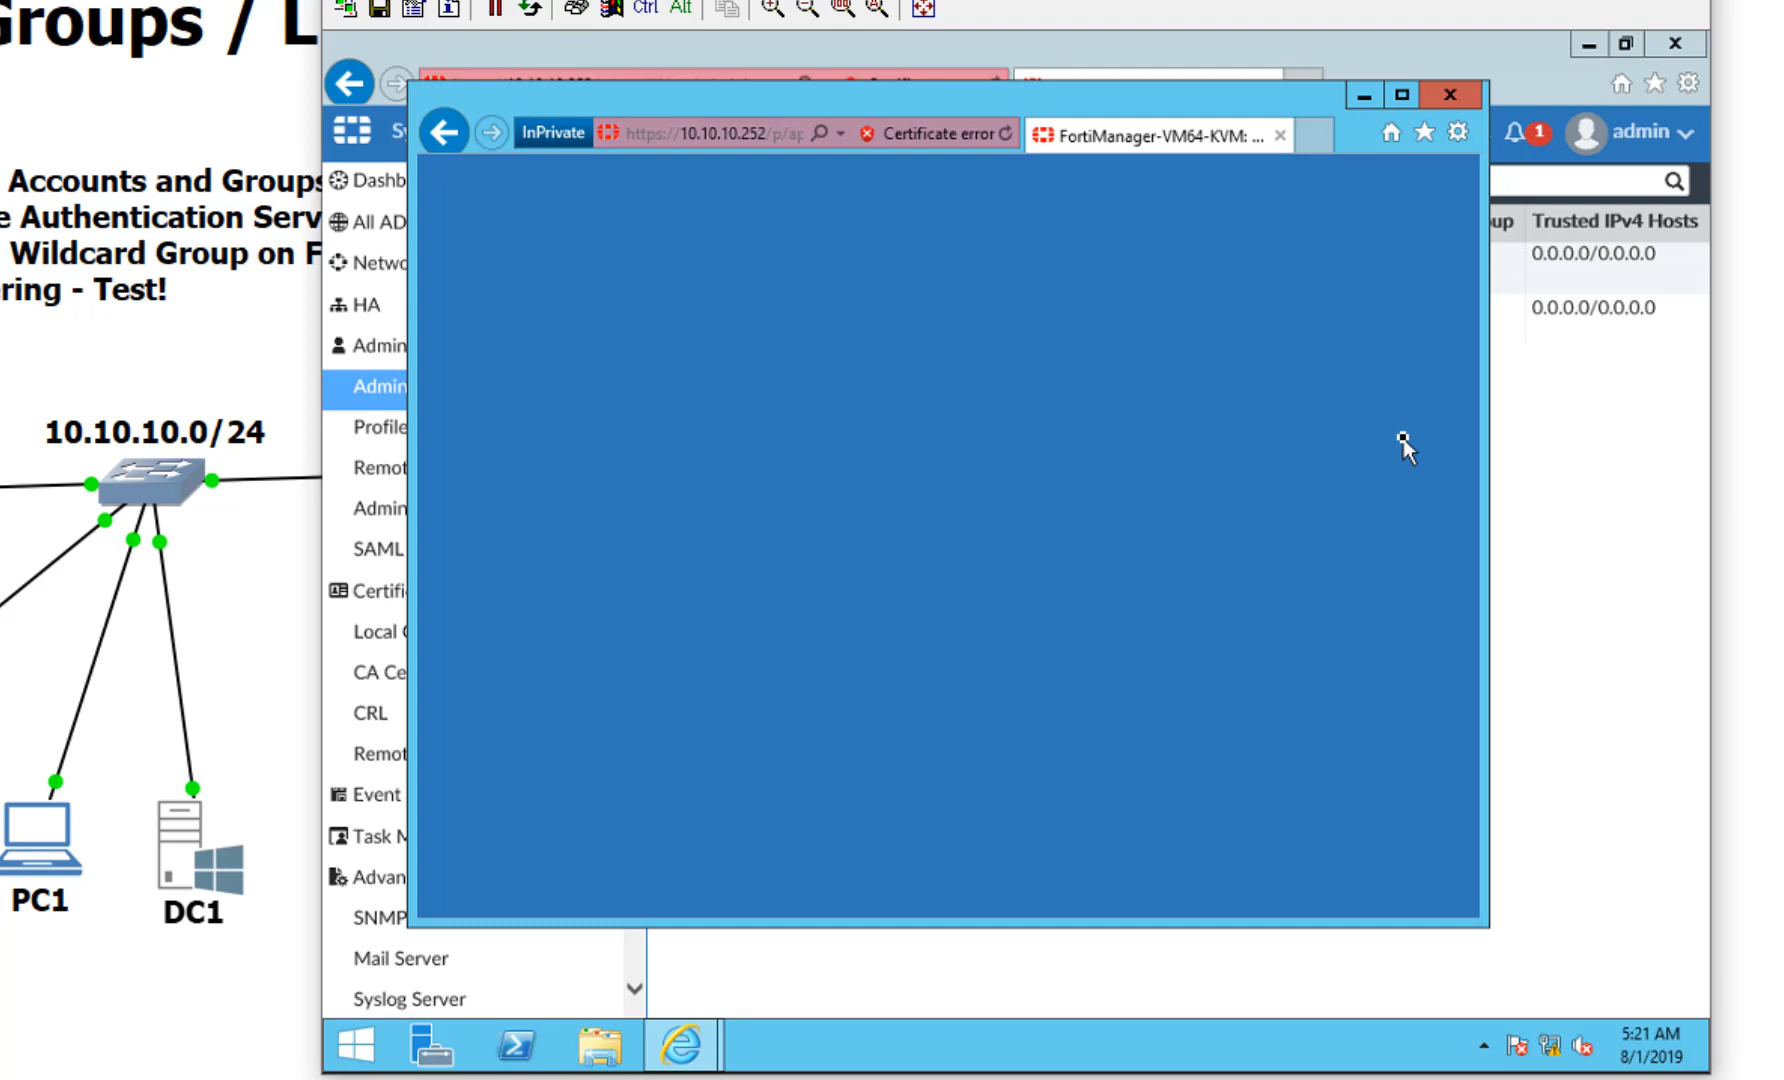 Groups / L
Accounts and Groups
e Authentication Serv
Wildcard Group on F
ring - Test!
10.10.10.0/24
PC1
DC1
Ctrl Alt
InPrivate
https://10.10.10.252/p/ap
Certificate error
FortiManager-VM64-KVM: ...
1
admin
Sy
Dashb
All AD
Netwo
HA
Admin
Admin
Profile
Remot
Admin
SAML
Certifi
Local C
CA Ce
CRL
Remot
Event
Task M
Advan
SNMP
Mail Server
Syslog Server
up
Trusted IPv4 Hosts
0.0.0.0/0.0.0.0
0.0.0.0/0.0.0.0
5:21 AM
8/1/2019